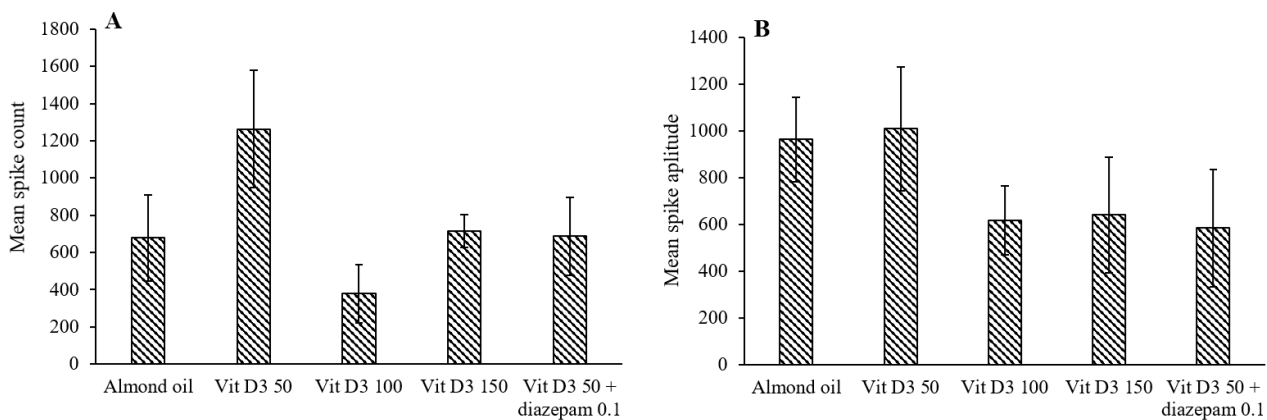 A
1800
1600
1400
1200
1000
800
600
400
200
0
Mean spike count
Almond oil
Vit D3 50
Vit D3 100
Vit D3 150
Vit D3 50 +
diazepam 0.1
B
1400
1200
1000
800
600
400
200
0
Mean spike aplitude
Almond oil
Vit D3 50
Vit D3 100
Vit D3 150
Vit D3 50 +
diazepam 0.1